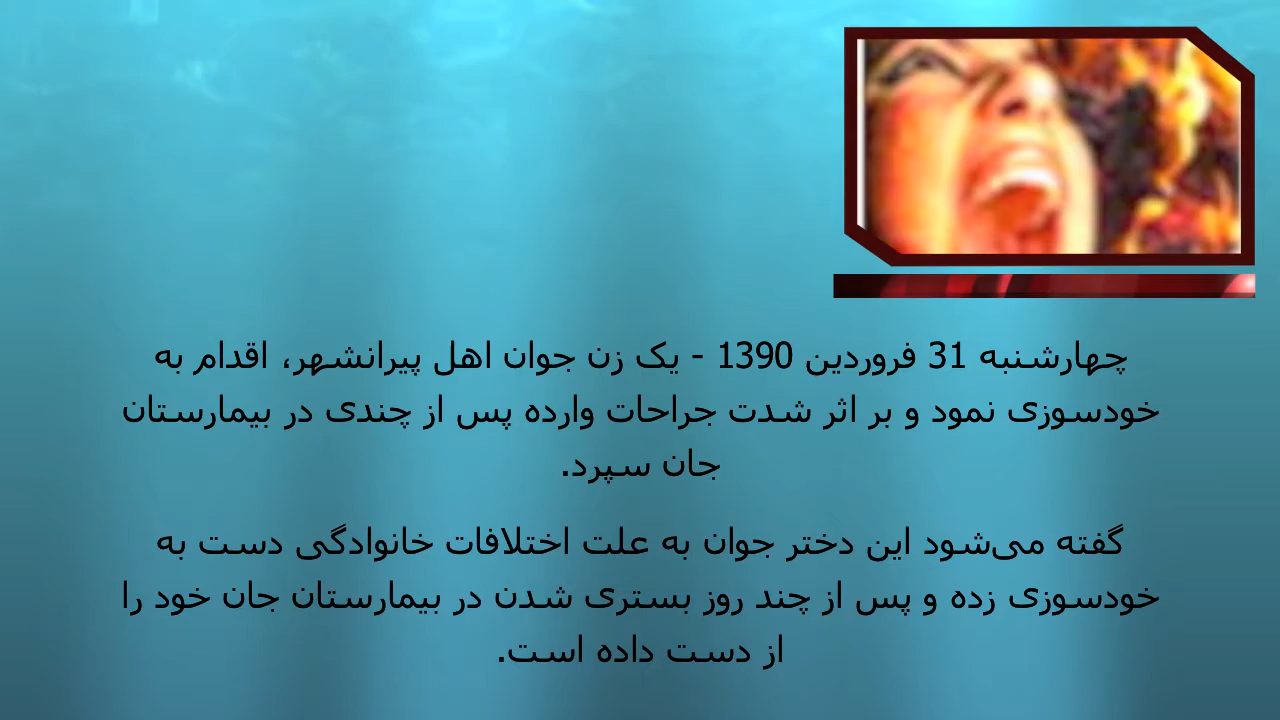 چهارشنبه 31 فروردین 1390 - یک زن جوان اهل پیرانشهر، اقدام به
خودسوزی نمود و بر اثر شدت جراحات وارده پس از چندی در بیمارستان
جان سپرد.
گفته می‌شود این دختر جوان به علت اختلافات خانوادگی دست به
خودسوزی زده و پس از چند روز بستری شدن در بیمارستان جان خود را
از دست داده است.